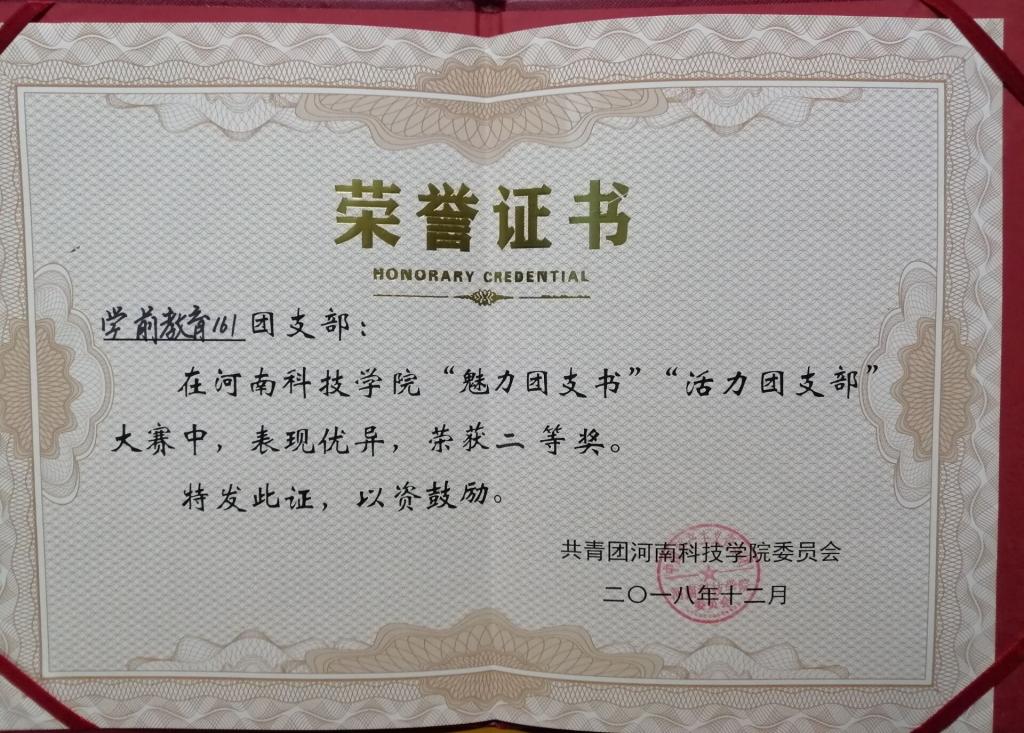 荣誉证书
HONORARY CREDENTIAL
学前教育161团支部：
在河南科技学院“魅力团支书”“活力团支部”
大赛中，表现优异，荣获二等奖。
特发此证，以资鼓励。
共青团河南科技学院委员会
二〇一八年十二月